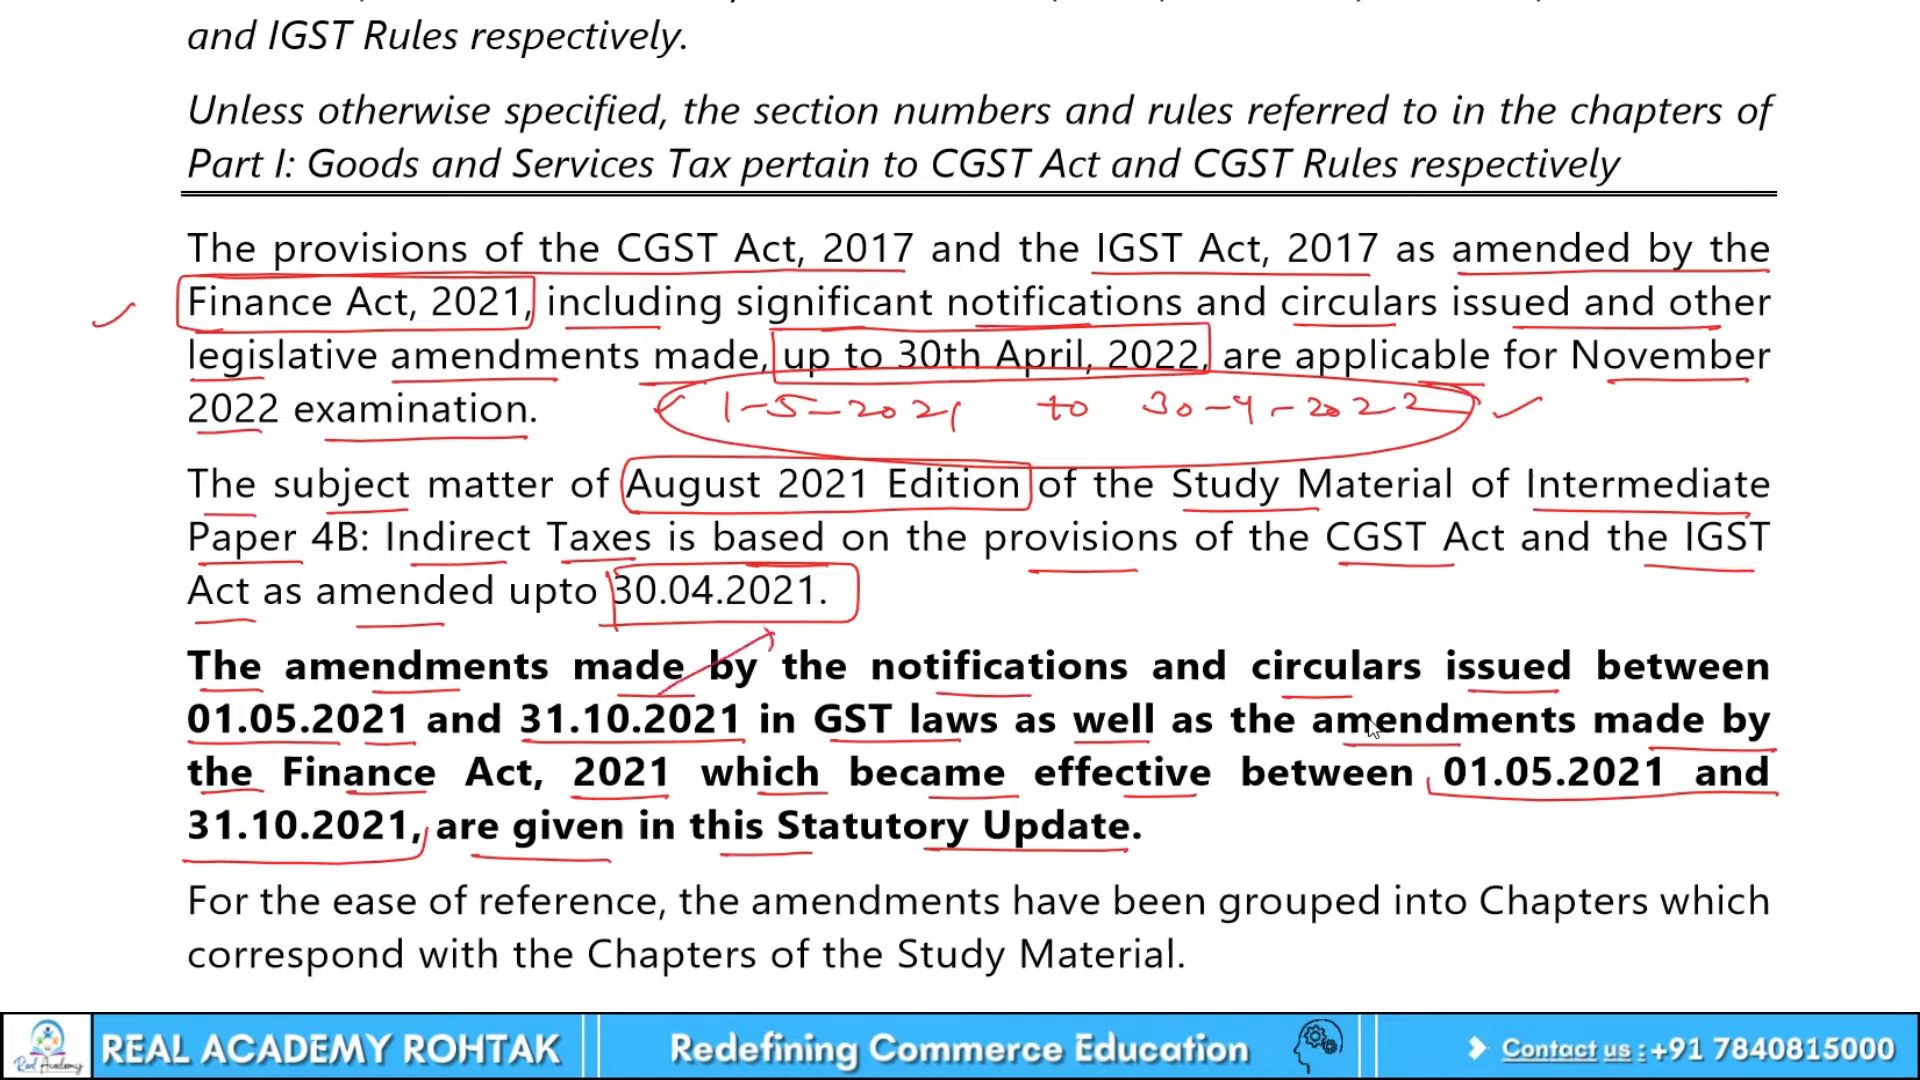 and IGST Rules respectively.
Unless otherwise specified, the section numbers and rules referred to in the chapters of
Part I: Goods and Services Tax pertain to CGST Act and CGST Rules respectively
The provisions of the CGST Act, 2017 and the IGST Act, 2017 as amended by the
Finance Act, 2021, including significant notifications and circulars issued and other
legislative amendments made, up to 30th April, 2022, are applicable for November
2022 examination.
1-5-2021 to 30-4-2022
The subject matter of August 2021 Edition of the Study Material of Intermediate
Paper 4B: Indirect Taxes is based on the provisions of the CGST Act and the IGST
Act as amended upto 30.04.2021.
The amendments made by the notifications and circulars issued between
01.05.2021 and 31.10.2021 in GST laws as well as the amendments made by
the Finance Act, 2021 which became effective between 01.05.2021 and
31.10.2021, are given in this Statutory Update.
For the ease of reference, the amendments have been grouped into Chapters which
correspond with the Chapters of the Study Material.
Real Academy
REAL ACADEMY ROHTAK
Redefining Commerce Education
Contact us : +91 7840815000